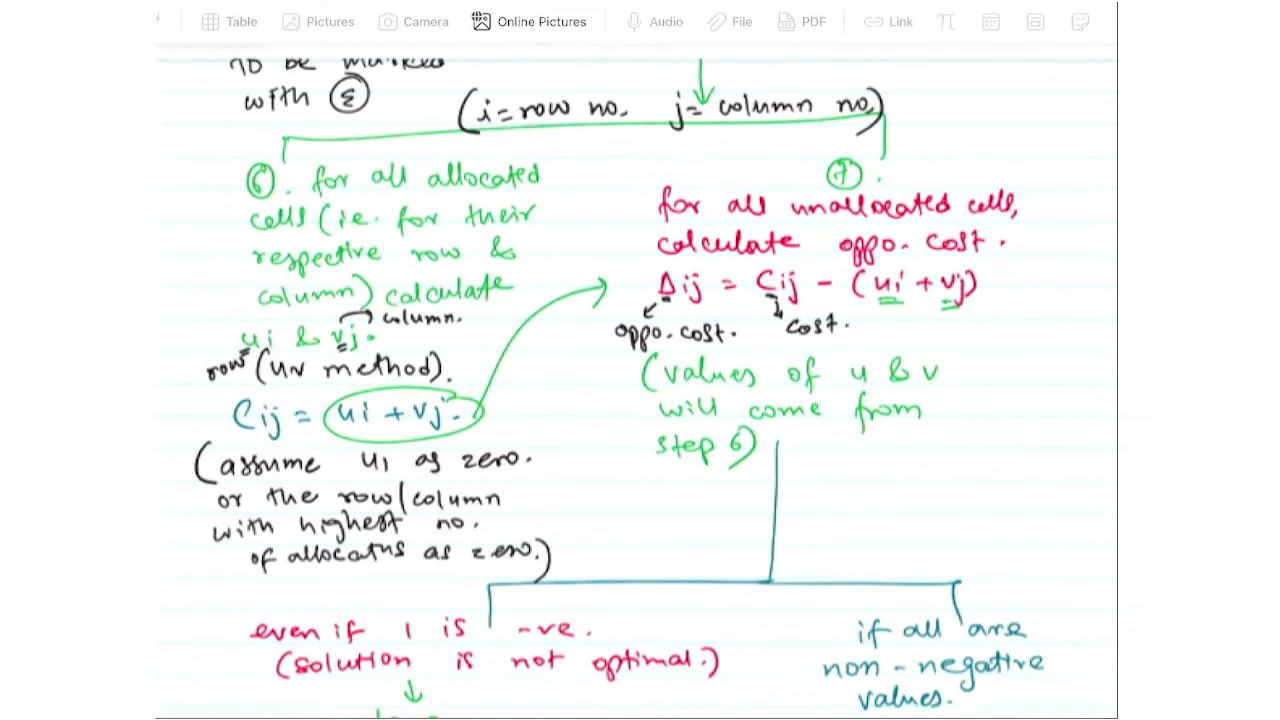 Table Pictures Camera Online Pictures Audio File PDF Link
To be marked
with ε
(i = row no. j = column no.)
⑥. for all allocated
cells (i.e. for their
respective row &
column) calculate
ui & vj. → column.
row (uv method).
Cij = ui + vj.
(assume u1 as zero.
or the row/column
with highest no.
of allocatns as zero.)
⑦.
for all unallocated cells,
calculate oppo. cost.
Δij = Cij - (ui + vj)
oppo. cost. cost.
(values of u & v
will come from
step 6)
even if 1 is -ve.
(solution is not optimal.)
if all are
non-negative
values.